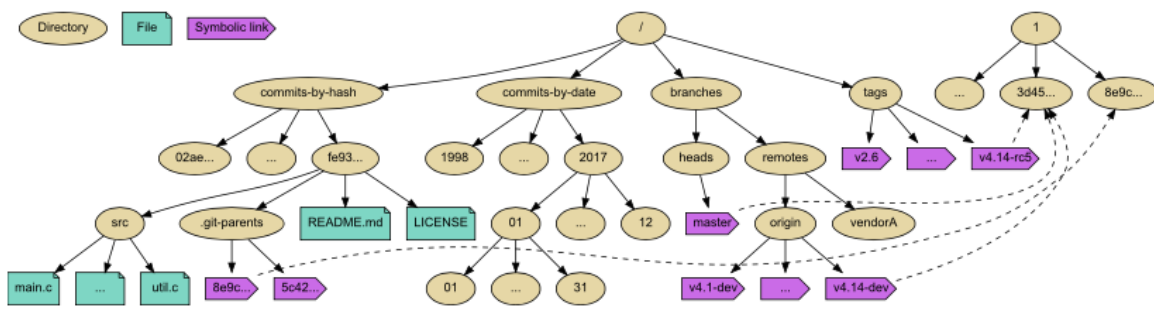 Directory
File
Symbolic link
/
1
commits-by-hash
commits-by-date
branches
tags
...
3d45...
8e9c...
02ae...
...
fe93...
1998
...
2017
heads
remotes
v2.6
...
v4.14-rc5
src
.git-parents
README.md
LICENSE
01
...
12
master
origin
vendorA
main.c
...
util.c
8e9c...
5c42...
01
...
31
v4.1-dev
...
v4.14-dev